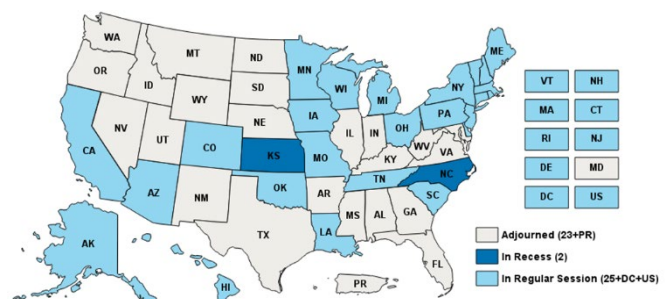 WA
MT
ND
MN
ME
OR
ID
SD
WI
NY
VT NH
WY
MI
MA CT
NV
NE
IA
PA
RI NJ
UT
IL
IN
OH
CA
CO
KS
MO
WV
VA
DE MD
KY
DC US
AZ
NM
OK
AR
TN
NC
SC
MS
AL
GA
TX
LA
FL
AK
HI
PR
Adjourned (23+PR)
In Recess (2)
In Regular Session (25+DC+US)